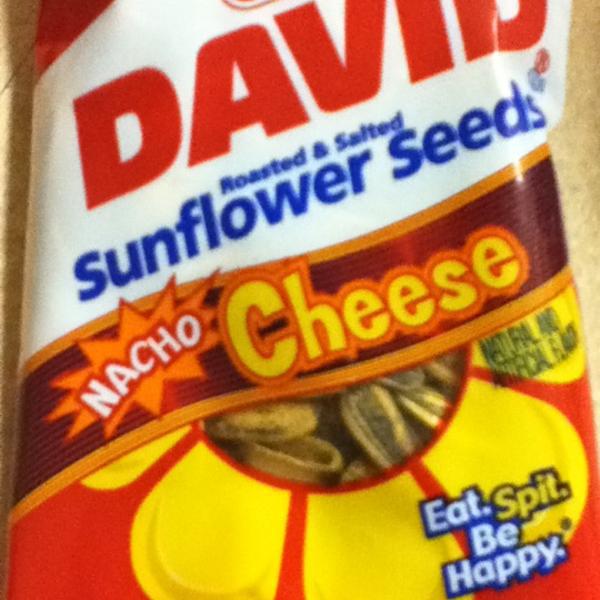 DAVID
Roasted & Salted
Sunflower Seeds
NACHO Cheese
Eat. Spit.
Be
Happy.®